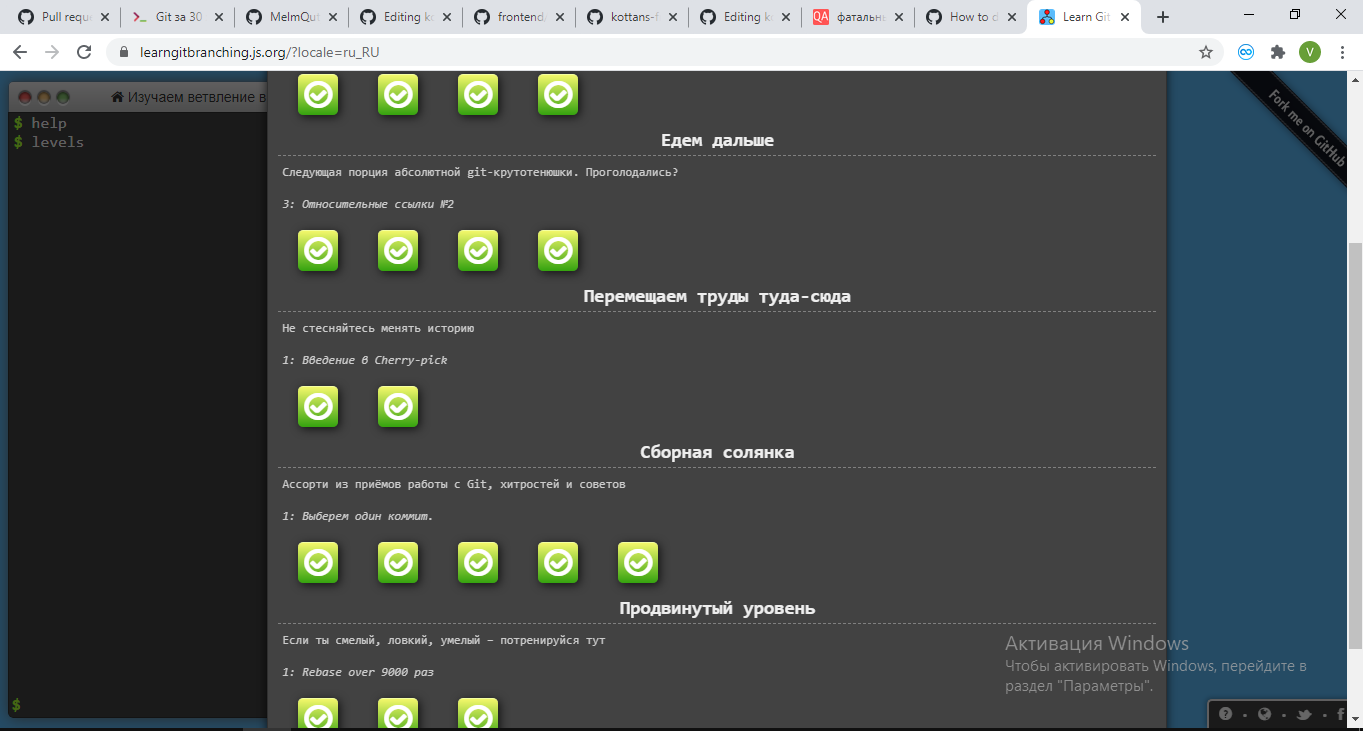 Pull reque
Git за 30
MelmQut
Editing ko
frontend/
kottans-f
Editing k
QA фатальны
How to d
Learn Git
learngitbranching.js.org/?locale=ru_RU
V
Изучаем ветвление в
$ help
$ levels
$
Едем дальше
Следующая порция абсолютной git-крутотенюшки. Проголодались?
3: Относительные ссылки №2
Перемещаем труды туда-сюда
Не стесняйтесь менять историю
1: Введение в Cherry-pick
Сборная солянка
Ассорти из приёмов работы с Git, хитростей и советов
1: Выберем один коммит.
Продвинутый уровень
Если ты смелый, ловкий, умелый – потренируйся тут
1: Rebase over 9000 раз
Fork me on GitHub
Активация Windows
Чтобы активировать Windows, перейдите в
раздел "Параметры".